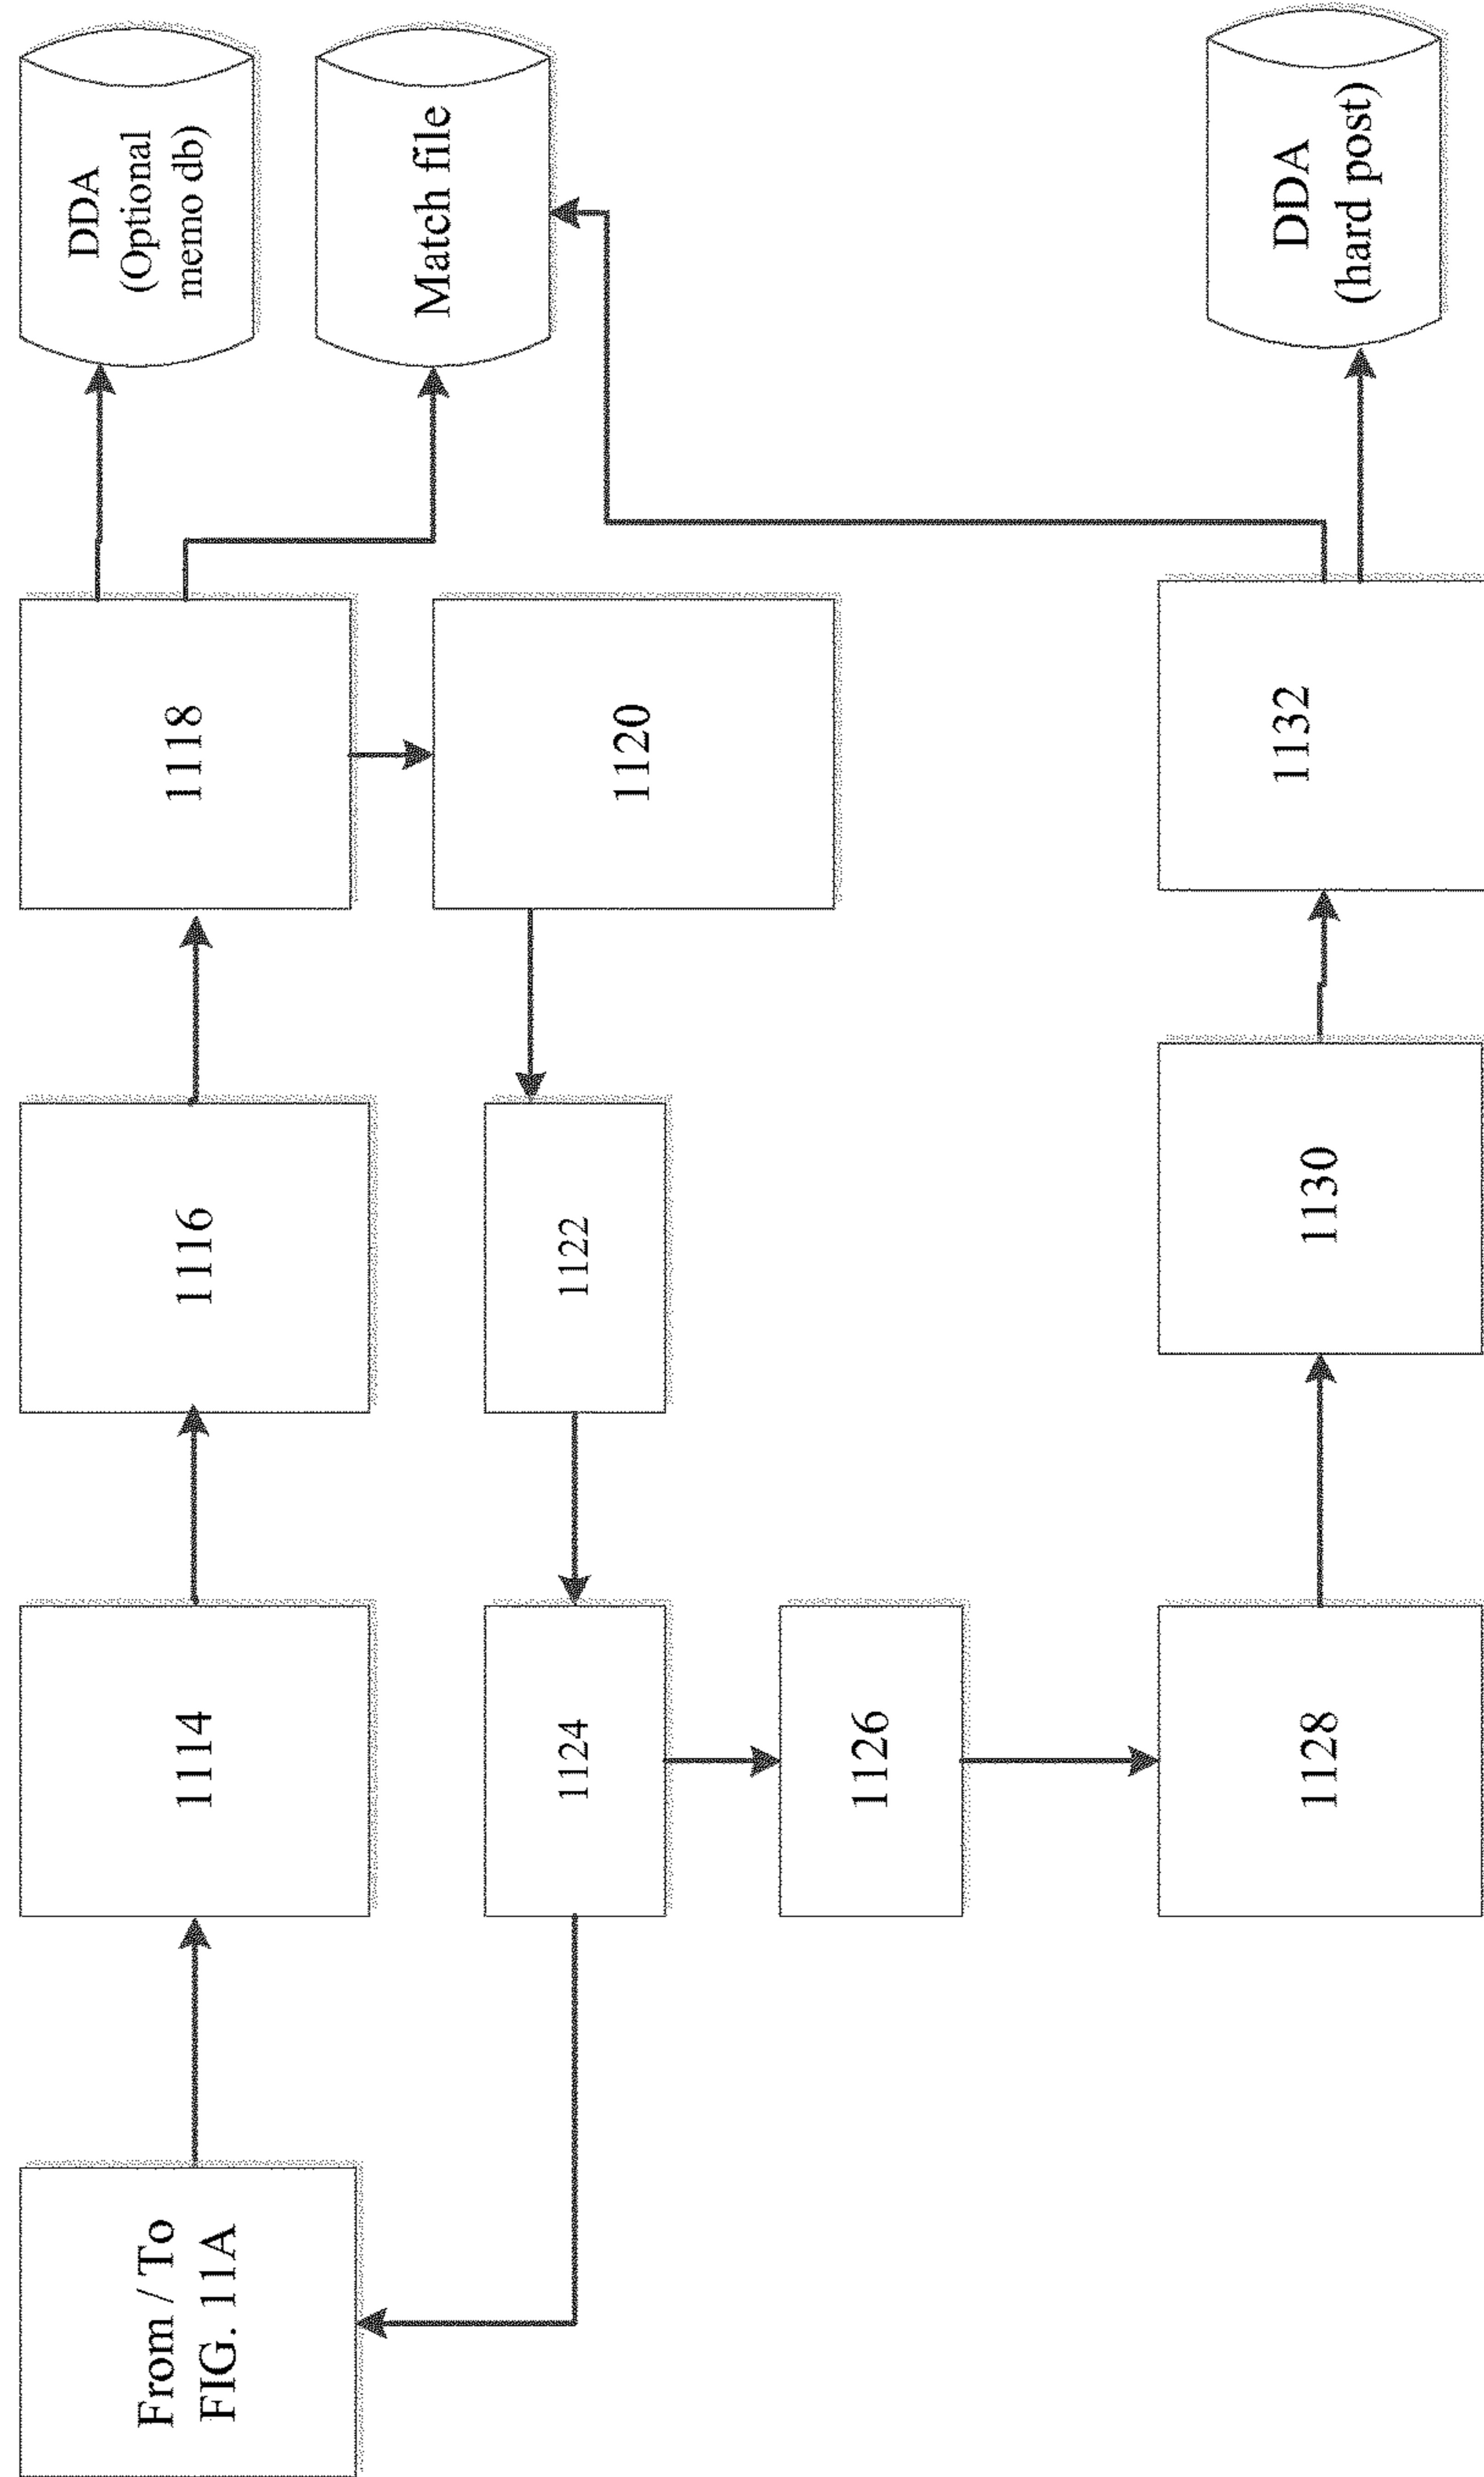 From / To
FIG. 11A
1114
1116
1118
DDA
(Optional
memo db)
Match file
1124
1122
1120
1126
1128
1130
1132
DDA
(hard post)